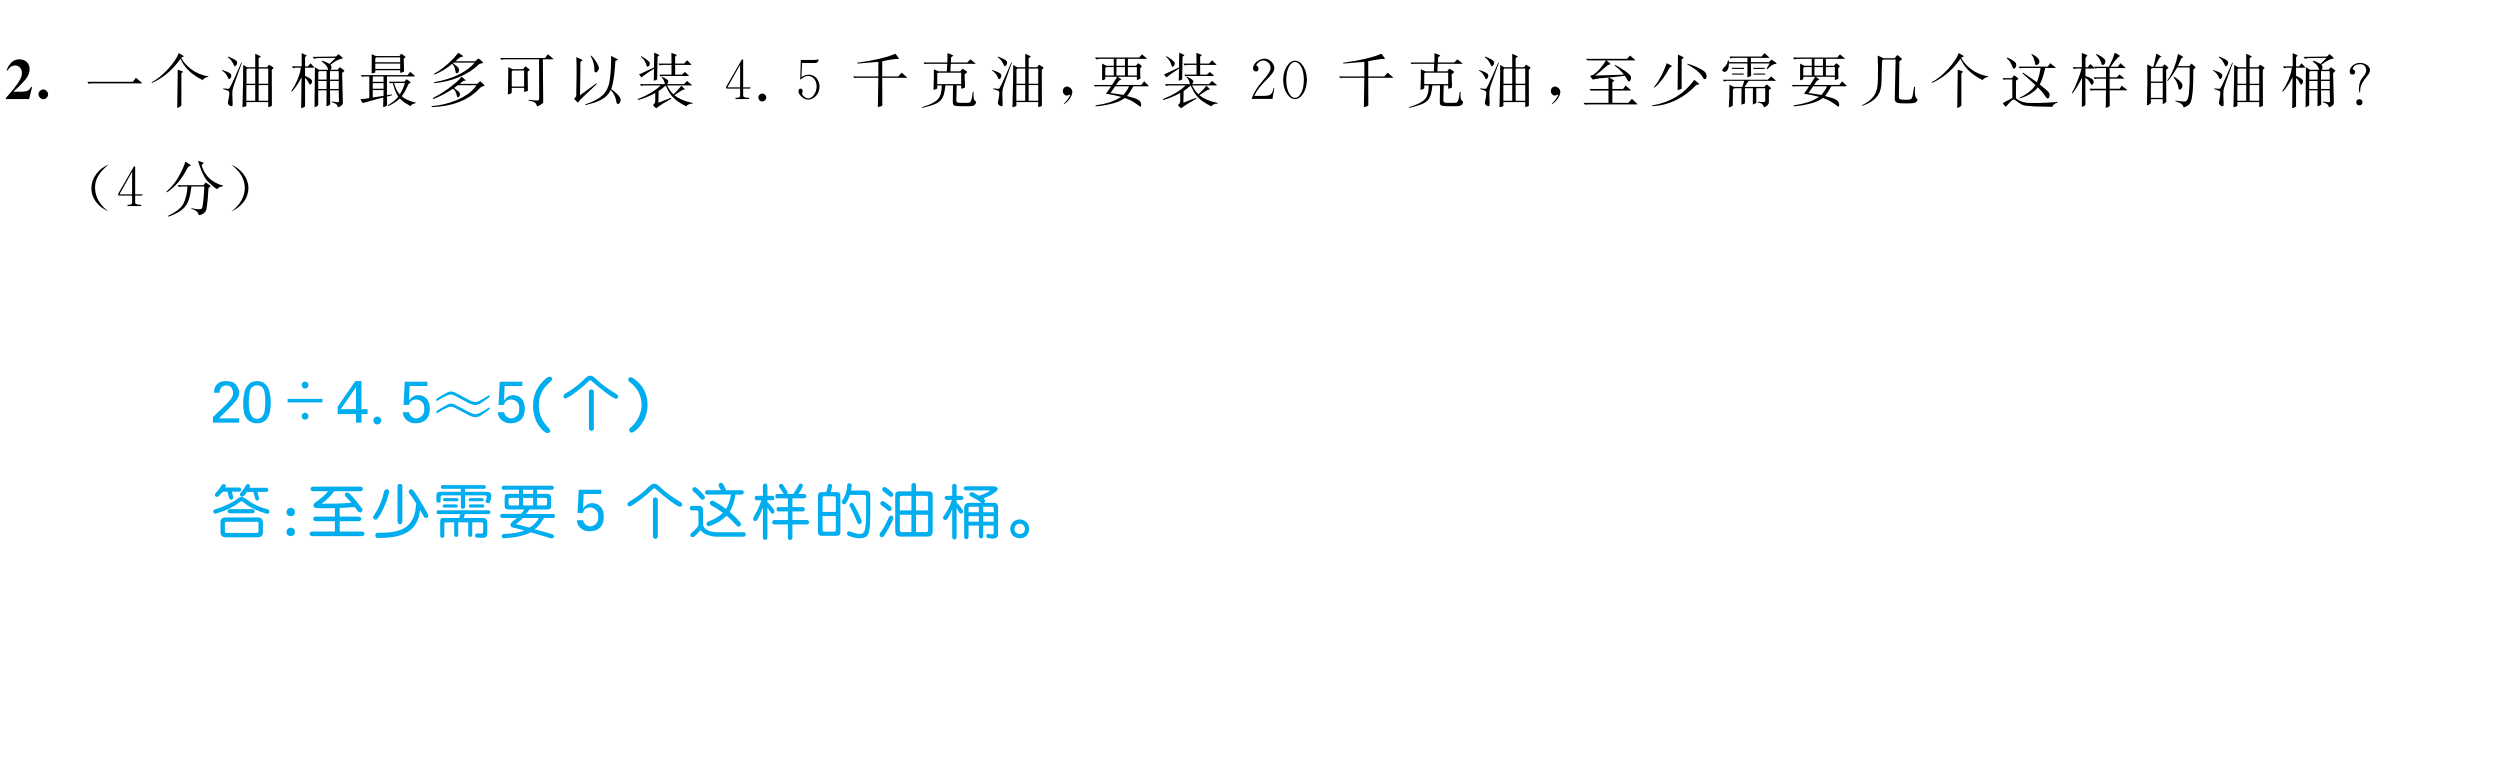 2. 一个油桶最多可以装 4.5 千克油，要装 20 千克油，至少需要几个这样的油桶？
（4 分）
20÷4.5≈5(个)
答：至少需要 5 个这样的油桶。